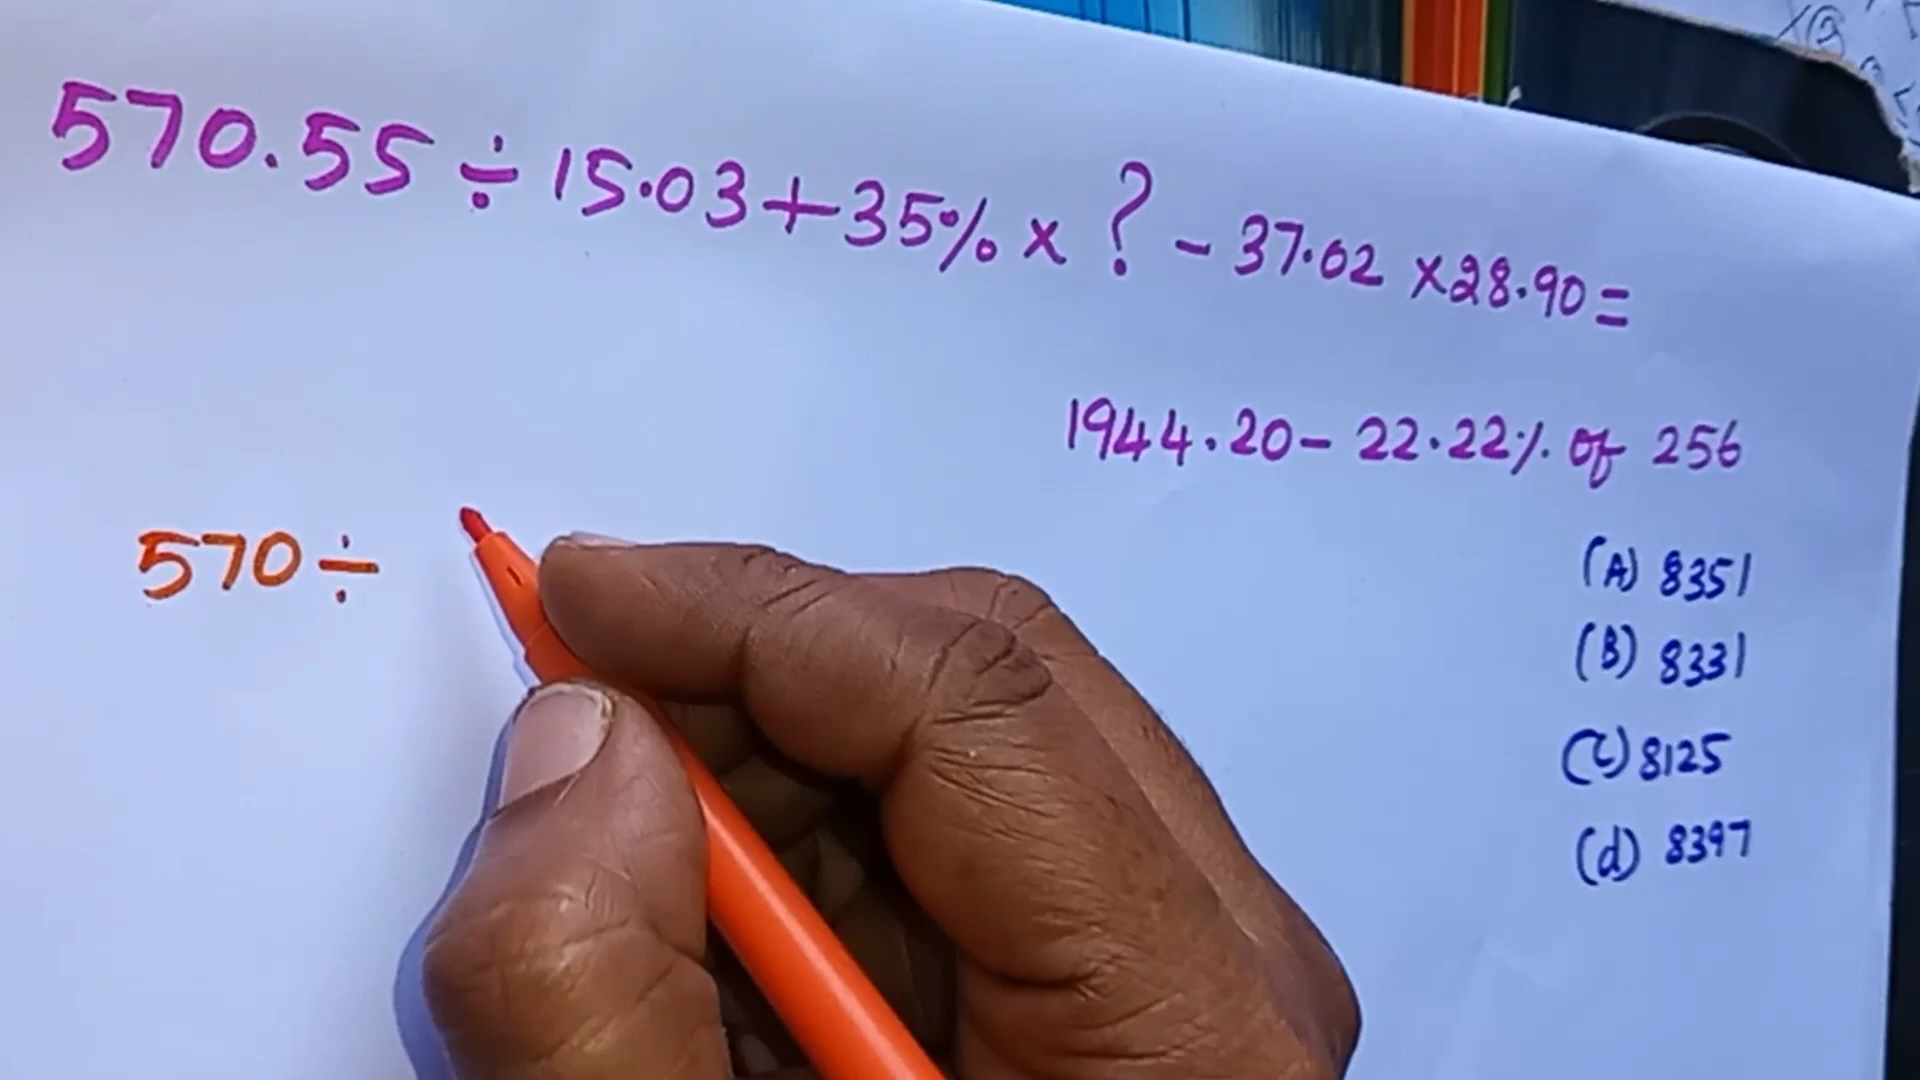 570.55 ÷ 15.03 + 35% × ? - 37.02 × 28.90 =
1944.20 - 22.22% of 256
570 ÷
(A) 8351
(B) 8331
(C) 8125
(d) 8397